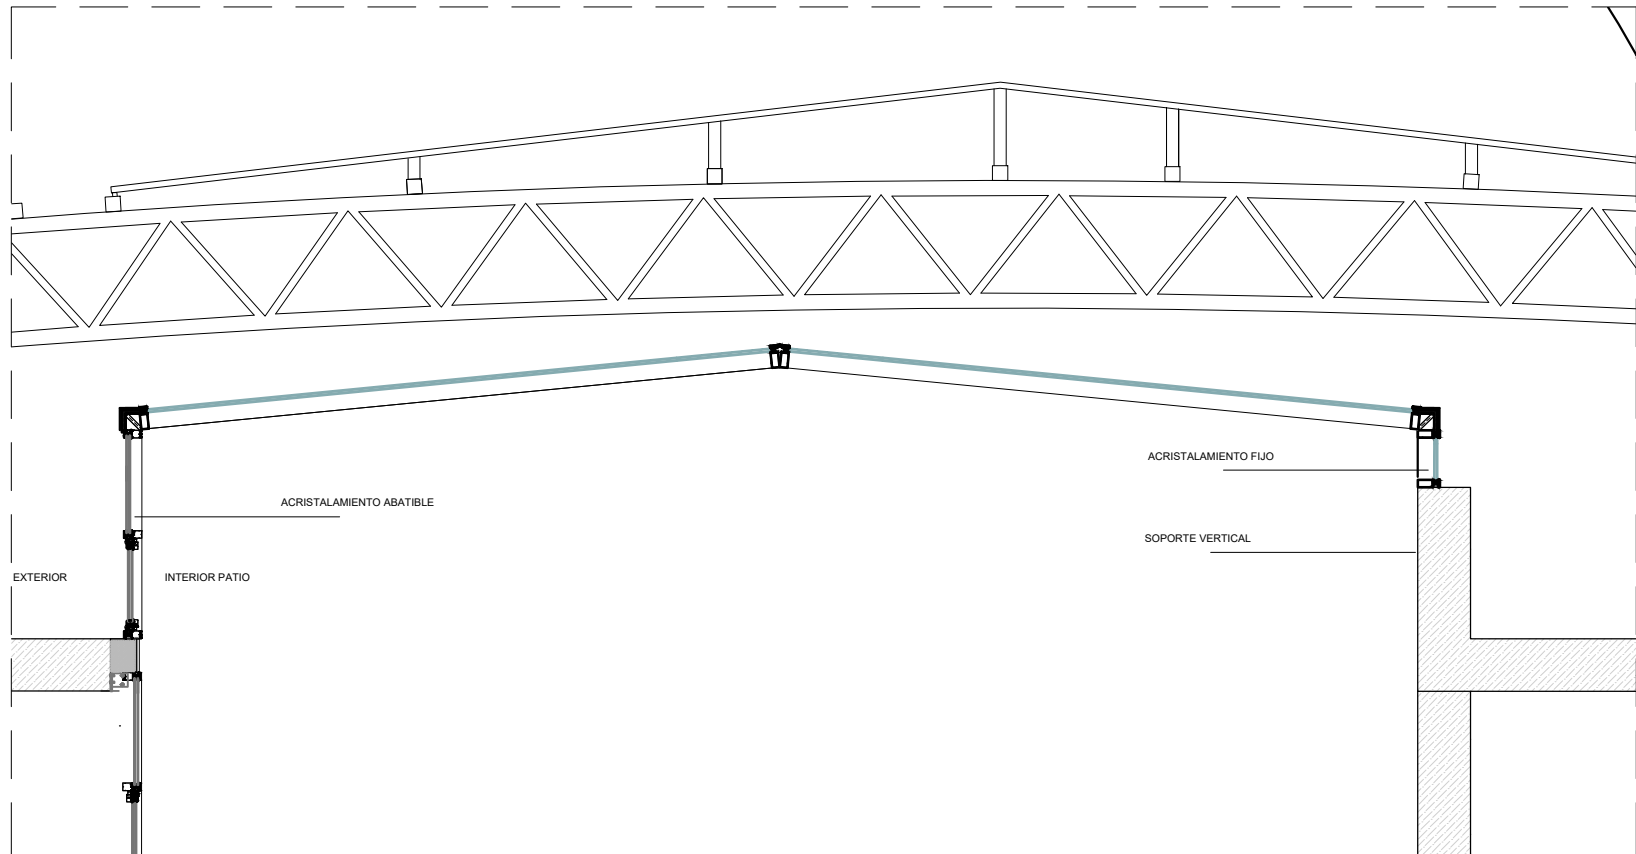 ACRISTALAMIENTO FIJO
ACRISTALAMIENTO ABATIBLE
SOPORTE VERTICAL
EXTERIOR
INTERIOR PATIO